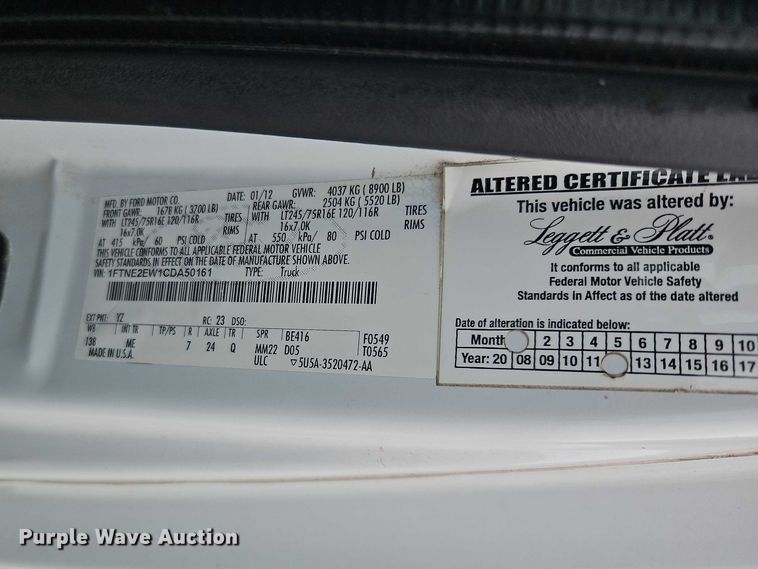 MFD. BY FORD MOTOR CO.
DATE: 01/12 GVWR: 4037 KG ( 8900 LB)
FRONT GAWR: 1678 KG ( 3700 LB) REAR GAWR: 2504 KG ( 5520 LB)
WITH LT245/75R16E 120/116R TIRES WITH LT245/75R16E 120/116R TIRES
16x7.0K RIMS 16x7.0K RIMS
AT 415 kPa/ 60 PSI COLD AT 550 kPa/ 80 PSI COLD
THIS VEHICLE CONFORMS TO ALL APPLICABLE FEDERAL MOTOR VEHICLE
SAFETY STANDARDS IN EFFECT ON THE DATE OF MANUFACTURE SHOWN ABOVE.
VIN: 1FTNE2EW1CDA50161 TYPE: Truck
EXT PNT: YZ RC: 23 DSO:
WB INT TR TP/PS R AXLE TR SPR BE416 F0549
138 ME 7 24 Q MM22 D05 T0565
MADE IN U.S.A. ULC ▽5U5A-3520472-AA
ALTERED CERTIFICATE
This vehicle was altered by:
Leggett & Platt
Commercial Vehicle Products
It conforms to all applicable
Federal Motor Vehicle Safety
Standards in Affect as of the date altered
Date of alteration is indicated below:
Month 2 3 4 5 6 7 8 9 10
Year: 20 08 09 10 11 13 14 15 16 17
Purple Wave Auction